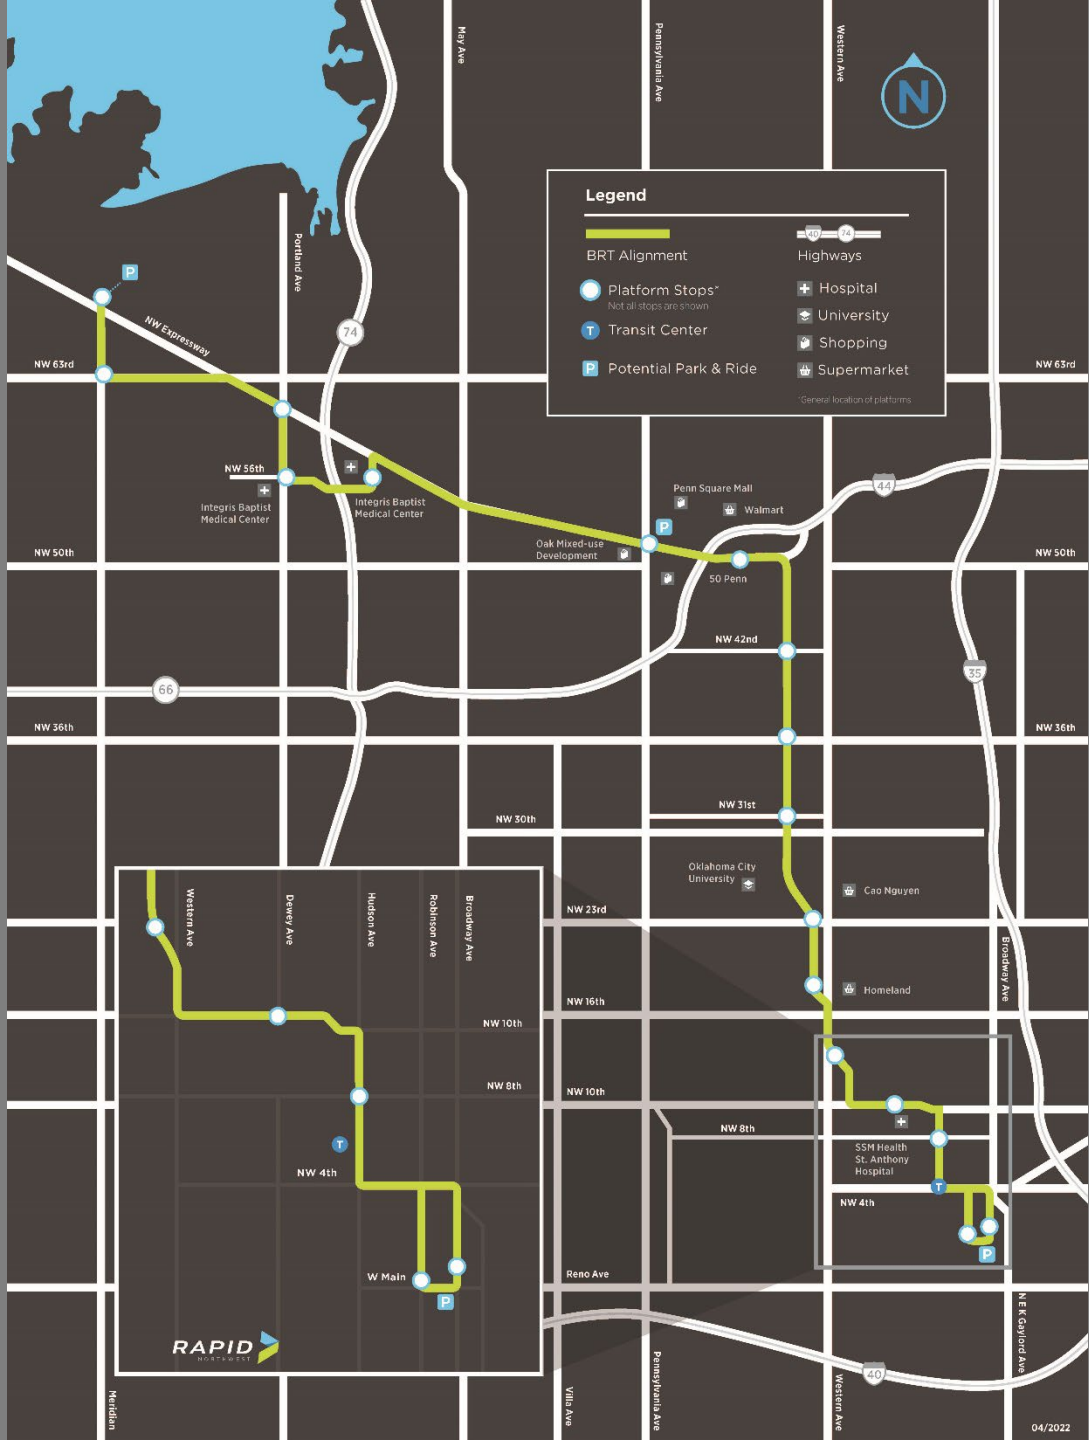 May Ave
Pennsylvania Ave
Western Ave
N
Legend
BRT Alignment
40
74
Highways
Platform Stops*
Not all stops are shown
T
Transit Center
P
Potential Park & Ride
Hospital
University
Shopping
Supermarket
*General location of platforms
Portland Ave
P
NW Expressway
74
NW 63rd
NW 63rd
NW 56th
Integris Baptist
Medical Center
Integris Baptist
Medical Center
44
Penn Square Mall
Walmart
P
Oak Mixed-use
Development
50 Penn
NW 50th
NW 50th
NW 42nd
66
35
NW 36th
NW 36th
NW 31st
NW 30th
Oklahoma City
University
Cao Nguyen
NW 23rd
Broadway Ave
Homeland
NW 16th
NW 10th
NW 8th
SSM Health
St. Anthony
Hospital
T
NW 4th
P
Reno Ave
N E K Gaylord Ave
40
Western Ave
Dewey Ave
Hudson Ave
Robinson Ave
Broadway Ave
NW 10th
NW 8th
T
NW 4th
W Main
P
RAPID
NORTHWEST
Meridian
Villa Ave
Pennsylvania Ave
Western Ave
04/2022